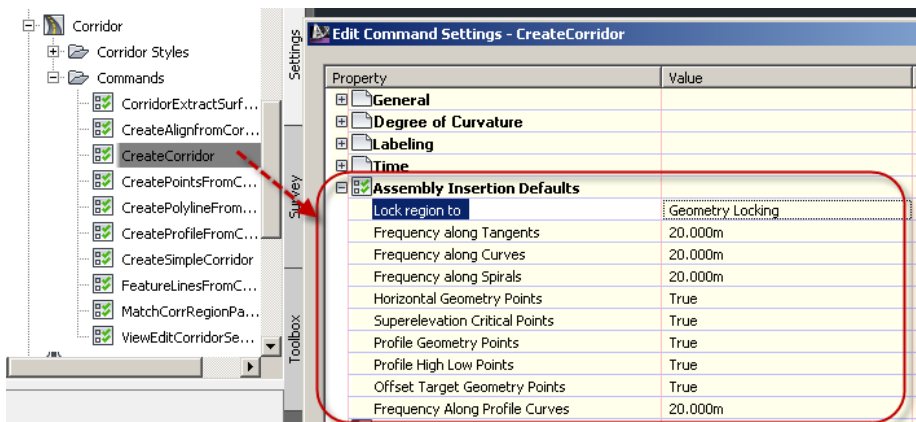 Corridor
Corridor Styles
Commands
CorridorExtractSurf...
CreateAlignfromCor...
CreateCorridor
CreatePointsFromC...
CreatePolylineFrom...
CreateProfileFromC...
CreateSimpleCorridor
FeatureLinesFromC...
MatchCorrRegionPa...
ViewEditCorridorSe...
Settings
Survey
Toolbox
Edit Command Settings - CreateCorridor
Property Value
General
Degree of Curvature
Labeling
Time
Assembly Insertion Defaults
Lock region to Geometry Locking
Frequency along Tangents 20.000m
Frequency along Curves 20.000m
Frequency along Spirals 20.000m
Horizontal Geometry Points True
Superelevation Critical Points True
Profile Geometry Points True
Profile High Low Points True
Offset Target Geometry Points True
Frequency Along Profile Curves 20.000m